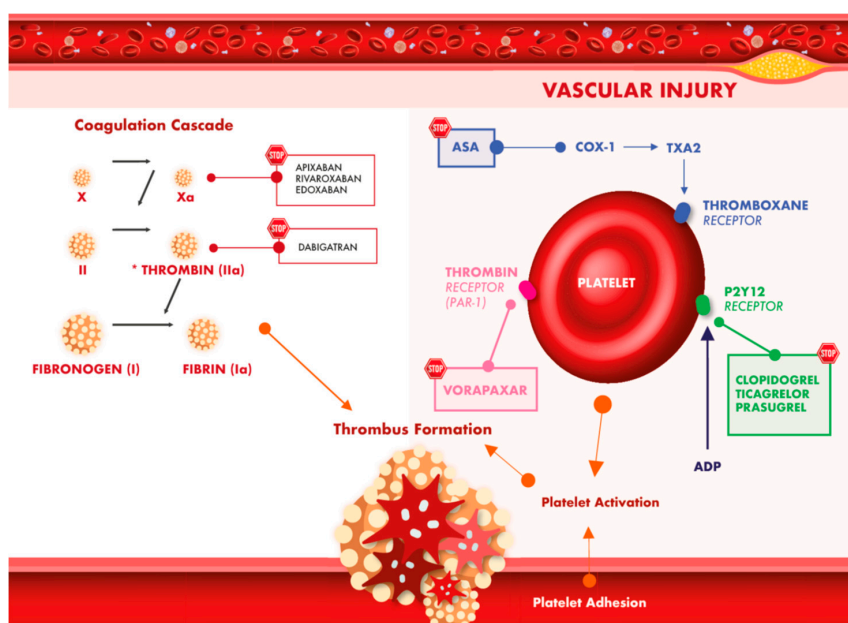 VASCULAR INJURY
Coagulation Cascade
STOP
APIXABAN
RIVAROXABAN
EDOXABAN
X
Xa
STOP
DABIGATRAN
II
* THROMBIN (IIa)
FIBRONOGEN (I)
FIBRIN (Ia)
STOP
ASA
COX-1
TXA2
THROMBOXANE
RECEPTOR
THROMBIN
RECEPTOR
(PAR-1)
PLATELET
P2Y12
RECEPTOR
STOP
VORAPAXAR
STOP
CLOPIDOGREL
TICAGRELOR
PRASUGREL
ADP
Thrombus Formation
Platelet Activation
Platelet Adhesion